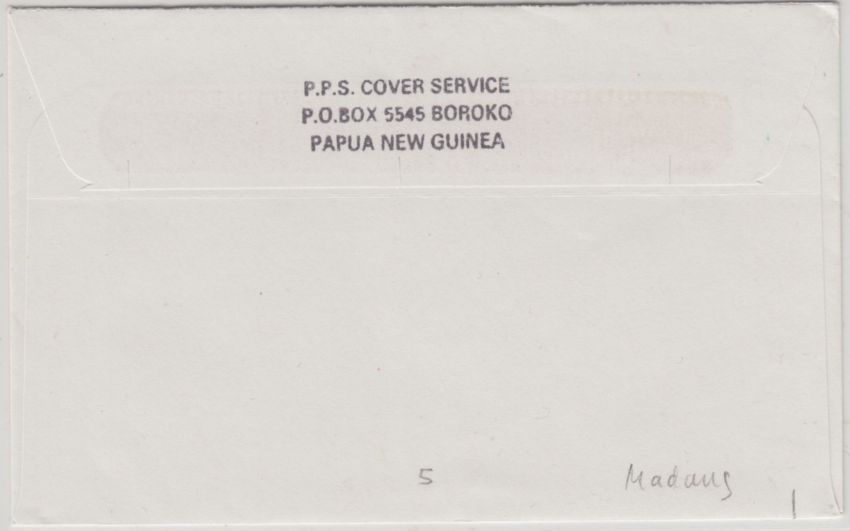 P.P.S. COVER SERVICE
P.O.BOX 5545 BOROKO
PAPUA NEW GUINEA
5 Madang